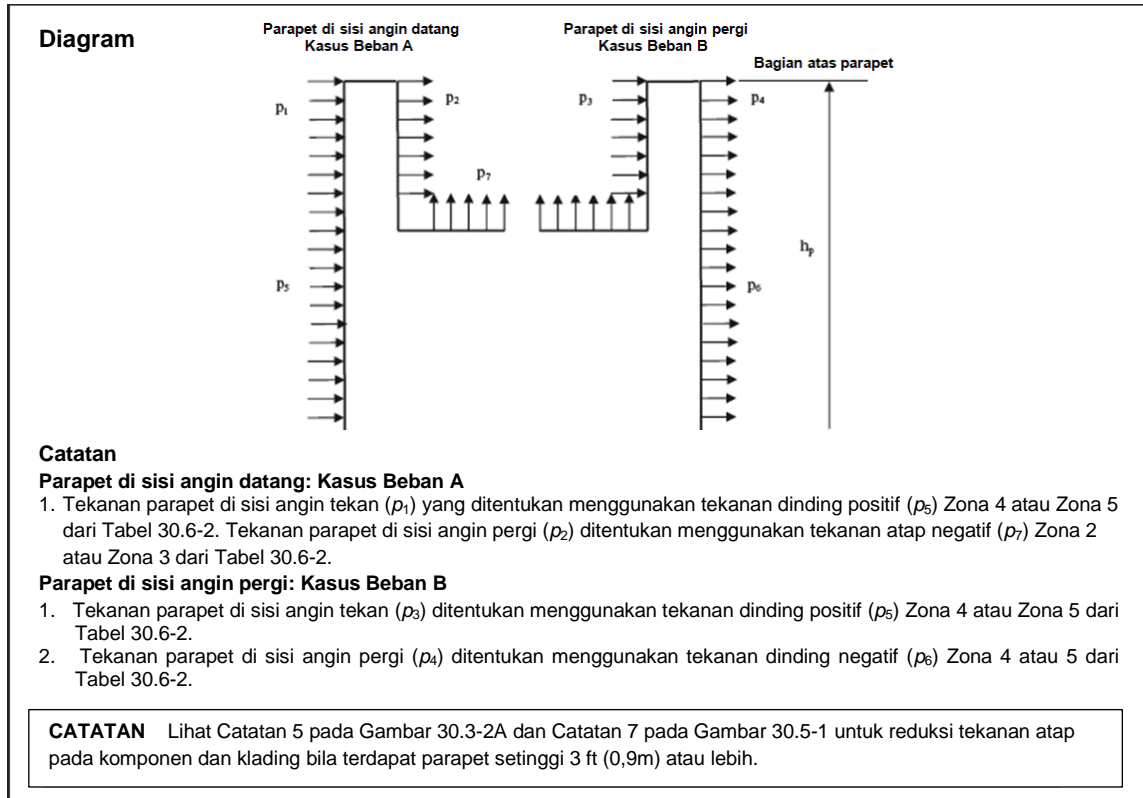 Diagram
Parapet di sisi angin datang
Kasus Beban A
Parapet di sisi angin pergi
Kasus Beban B
Bagian atas parapet
p₁
p₂
p₃
p₄
p₇
hₚ
p₅
p₆
Catatan
Parapet di sisi angin datang: Kasus Beban A
1. Tekanan parapet di sisi angin tekan (p₁) yang ditentukan menggunakan tekanan dinding positif (p₅) Zona 4 atau Zona 5
dari Tabel 30.6-2. Tekanan parapet di sisi angin pergi (p₂) ditentukan menggunakan tekanan atap negatif (p₇) Zona 2
atau Zona 3 dari Tabel 30.6-2.
Parapet di sisi angin pergi: Kasus Beban B
1. Tekanan parapet di sisi angin tekan (p₃) ditentukan menggunakan tekanan dinding positif (p₅) Zona 4 atau Zona 5 dari
Tabel 30.6-2.
2. Tekanan parapet di sisi angin pergi (p₄) ditentukan menggunakan tekanan dinding negatif (p₆) Zona 4 atau 5 dari
Tabel 30.6-2.
CATATAN Lihat Catatan 5 pada Gambar 30.3-2A dan Catatan 7 pada Gambar 30.5-1 untuk reduksi tekanan atap
pada komponen dan klading bila terdapat parapet setinggi 3 ft (0,9m) atau lebih.